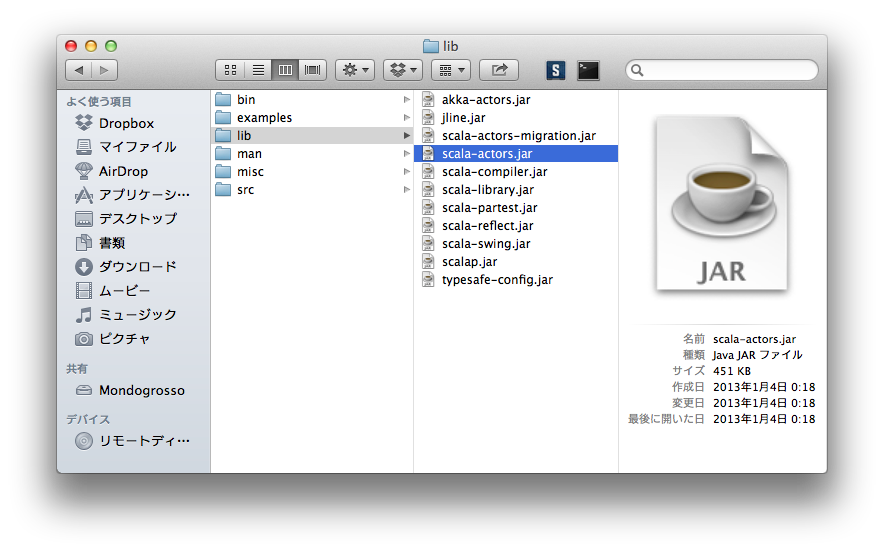 lib
よく使う項目
Dropbox
マイファイル
AirDrop
アプリケーシ…
デスクトップ
書類
ダウンロード
ムービー
ミュージック
ピクチャ
共有
Mondogrosso
デバイス
リモートディ…
bin
examples
lib
man
misc
src
akka-actors.jar
jline.jar
scala-actors-migration.jar
scala-actors.jar
scala-compiler.jar
scala-library.jar
scala-partest.jar
scala-reflect.jar
scala-swing.jar
scalap.jar
typesafe-config.jar
JAR
名前 scala-actors.jar
種類 Java JAR ファイル
サイズ 451 KB
作成日 2013年1月4日 0:18
変更日 2013年1月4日 0:18
最後に開いた日 2013年1月4日 0:18